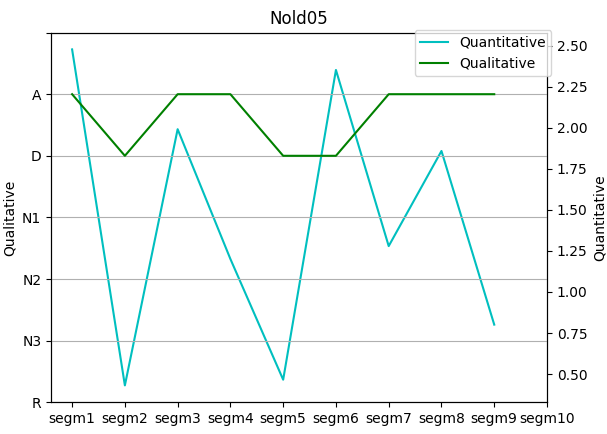 Nold05
Quantitative
Qualitative
A
D
N1
N2
N3
R
Qualitative
2.50
2.25
2.00
1.75
1.50
1.25
1.00
0.75
0.50
Quantitative
segm1 segm2 segm3 segm4 segm5 segm6 segm7 segm8 segm9 segm10